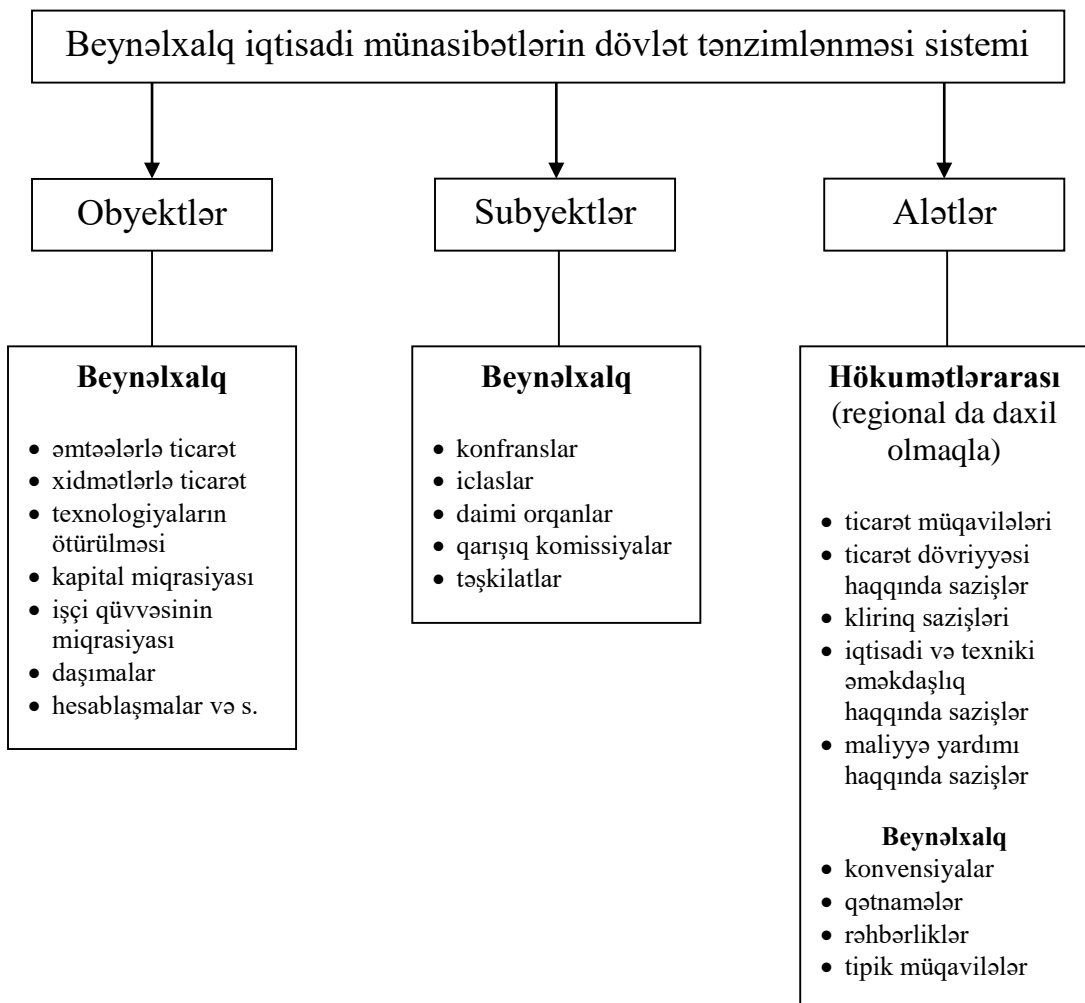 Beynəlxalq iqtisadi münasibətlərin dövlət tənzimlənməsi sistemi
Obyektlər
Subyektlər
Alətlər
Beynəlxalq
• əmtəələrlə ticarət
• xidmətlərlə ticarət
• texnologiyaların
ötürülməsi
• kapital miqrasiyası
• işçi qüvvəsinin
miqrasiyası
• daşımalar
• hesablaşmalar və s.
Beynəlxalq
• konfranslar
• iclaslar
• daimi orqanlar
• qarışıq komissiyalar
• təşkilatlar
Hökumətlərarası
(regional da daxil
olmaqla)
• ticarət müqavilələri
• ticarət dövriyyəsi
haqqında sazişlər
• klirinq sazişləri
• iqtisadi və texniki
əməkdaşlıq
haqqında sazişlər
• maliyyə yardımı
haqqında sazişlər
Beynəlxalq
• konvensiyalar
• qətnamələr
• rəhbərliklər
• tipik müqavilələr